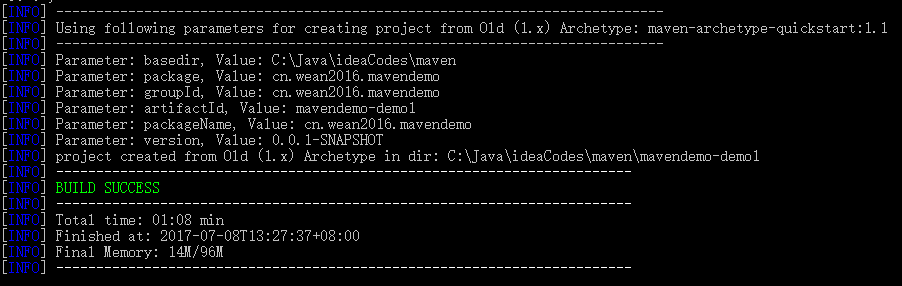 [INFO] ----------------------------------------------------------------------------
[INFO] Using following parameters for creating project from Old (1.x) Archetype: maven-archetype-quickstart:1.1
[INFO] ----------------------------------------------------------------------------
[INFO] Parameter: basedir, Value: C:\Java\ideaCodes\maven
[INFO] Parameter: package, Value: cn.wean2016.mavendemo
[INFO] Parameter: groupId, Value: cn.wean2016.mavendemo
[INFO] Parameter: artifactId, Value: mavendemo-demo1
[INFO] Parameter: packageName, Value: cn.wean2016.mavendemo
[INFO] Parameter: version, Value: 0.0.1-SNAPSHOT
[INFO] project created from Old (1.x) Archetype in dir: C:\Java\ideaCodes\maven\mavendemo-demo1
[INFO] ------------------------------------------------------------------------
[INFO] BUILD SUCCESS
[INFO] ------------------------------------------------------------------------
[INFO] Total time: 01:08 min
[INFO] Finished at: 2017-07-08T13:27:37+08:00
[INFO] Final Memory: 14M/96M
[INFO] ------------------------------------------------------------------------